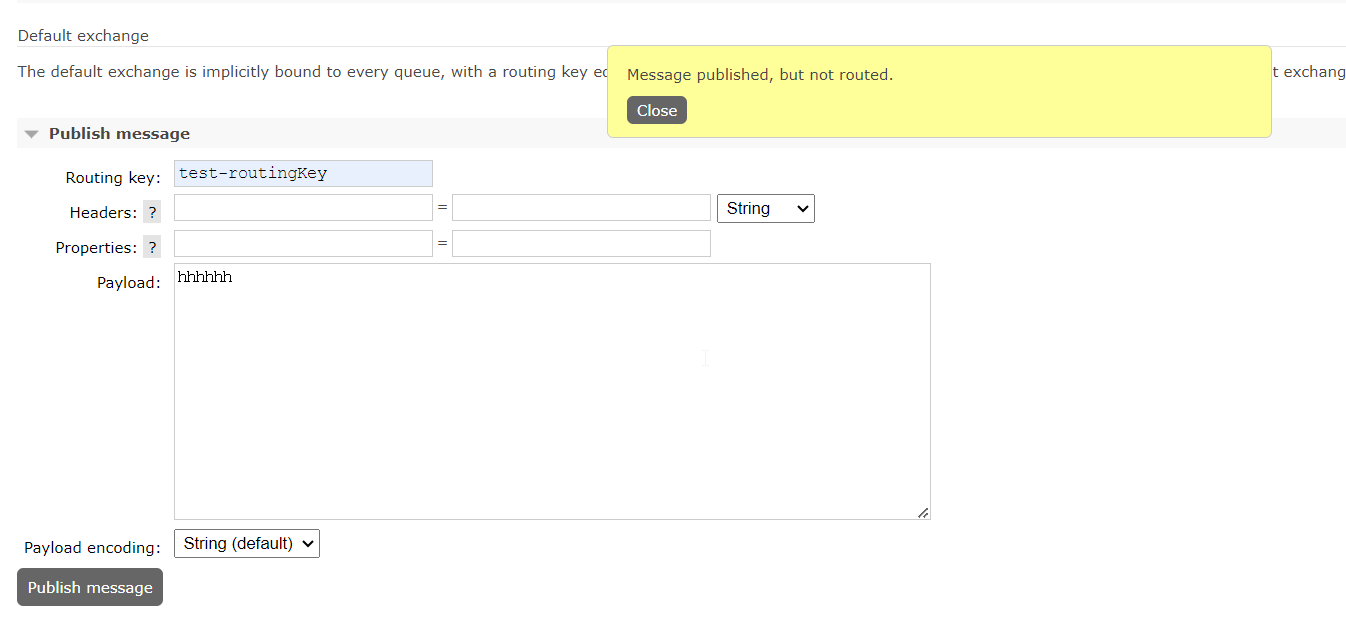 Default exchange
The default exchange is implicitly bound to every queue, with a routing key
t exchang
Message published, but not routed.
Close
Publish message
Routing key: test-routingKey
Headers: ? = String
Properties: ? =
Payload: hhhhhh
Payload encoding: String (default)
Publish message